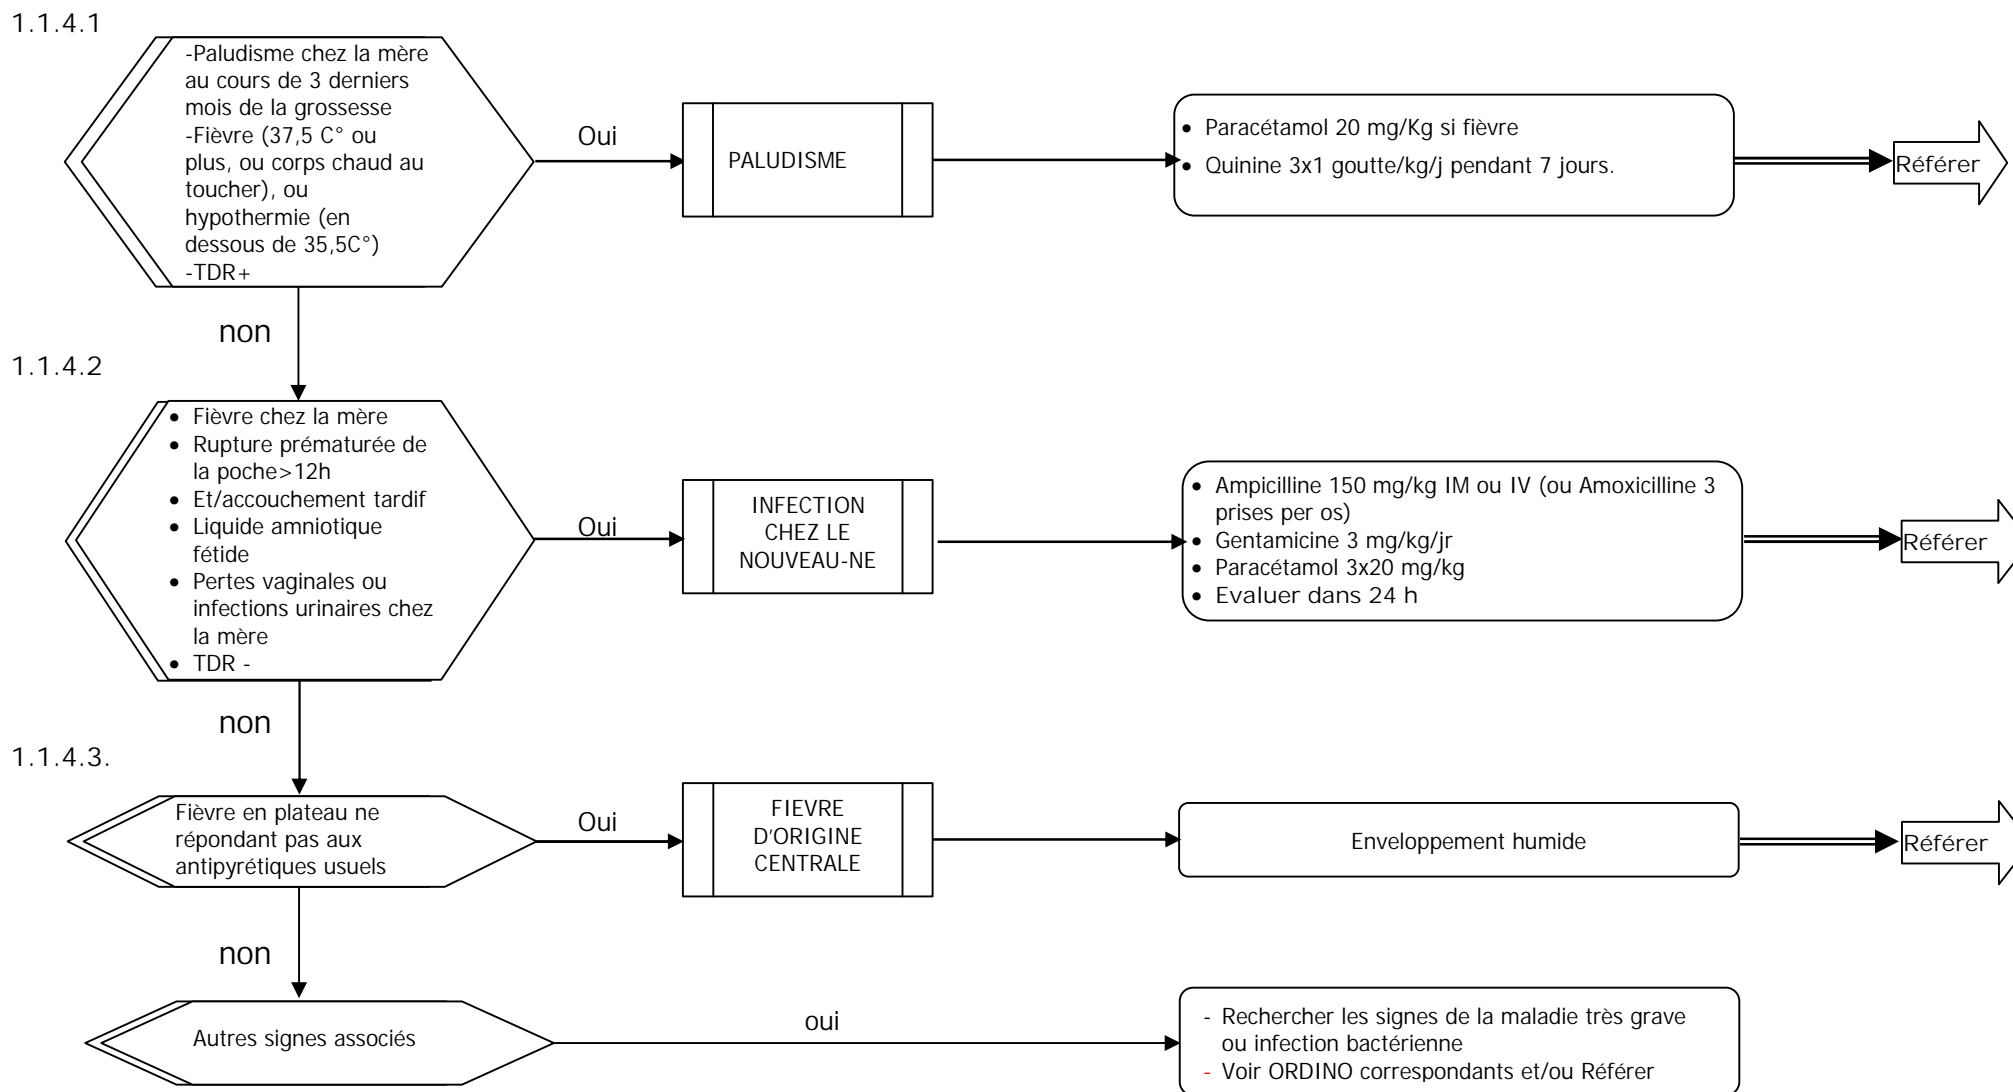 1.1.4.1
-Paludisme chez la mère
au cours de 3 derniers
mois de la grossesse
-Fièvre (37,5 C° ou
plus, ou corps chaud au
toucher), ou
hypothermie (en
dessous de 35,5C°)
-TDR+
Oui
PALUDISME
• Paracétamol 20 mg/Kg si fièvre
• Quinine 3x1 goutte/kg/j pendant 7 jours.
Référer
non
1.1.4.2
• Fièvre chez la mère
• Rupture prématurée de
la poche>12h
• Et/accouchement tardif
• Liquide amniotique
fétide
• Pertes vaginales ou
infections urinaires chez
la mère
• TDR -
Oui
INFECTION
CHEZ LE
NOUVEAU-NE
• Ampicilline 150 mg/kg IM ou IV (ou Amoxicilline 3
prises per os)
• Gentamicine 3 mg/kg/jr
• Paracétamol 3x20 mg/kg
• Evaluer dans 24 h
Référer
non
1.1.4.3.
Fièvre en plateau ne
répondant pas aux
antipyrétiques usuels
Oui
FIEVRE
D'ORIGINE
CENTRALE
Enveloppement humide
Référer
non
Autres signes associés
oui
- Rechercher les signes de la maladie très grave
ou infection bactérienne
- Voir ORDINO correspondants et/ou Référer